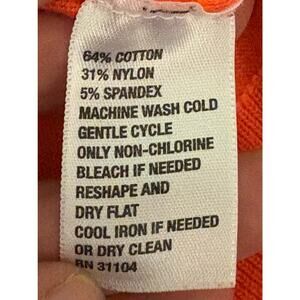 64% COTTON
31% NYLON
5% SPANDEX
MACHINE WASH COLD
GENTLE CYCLE
ONLY NON-CHLORINE
BLEACH IF NEEDED
RESHAPE AND
DRY FLAT
COOL IRON IF NEEDED
OR DRY CLEAN
RN 31104